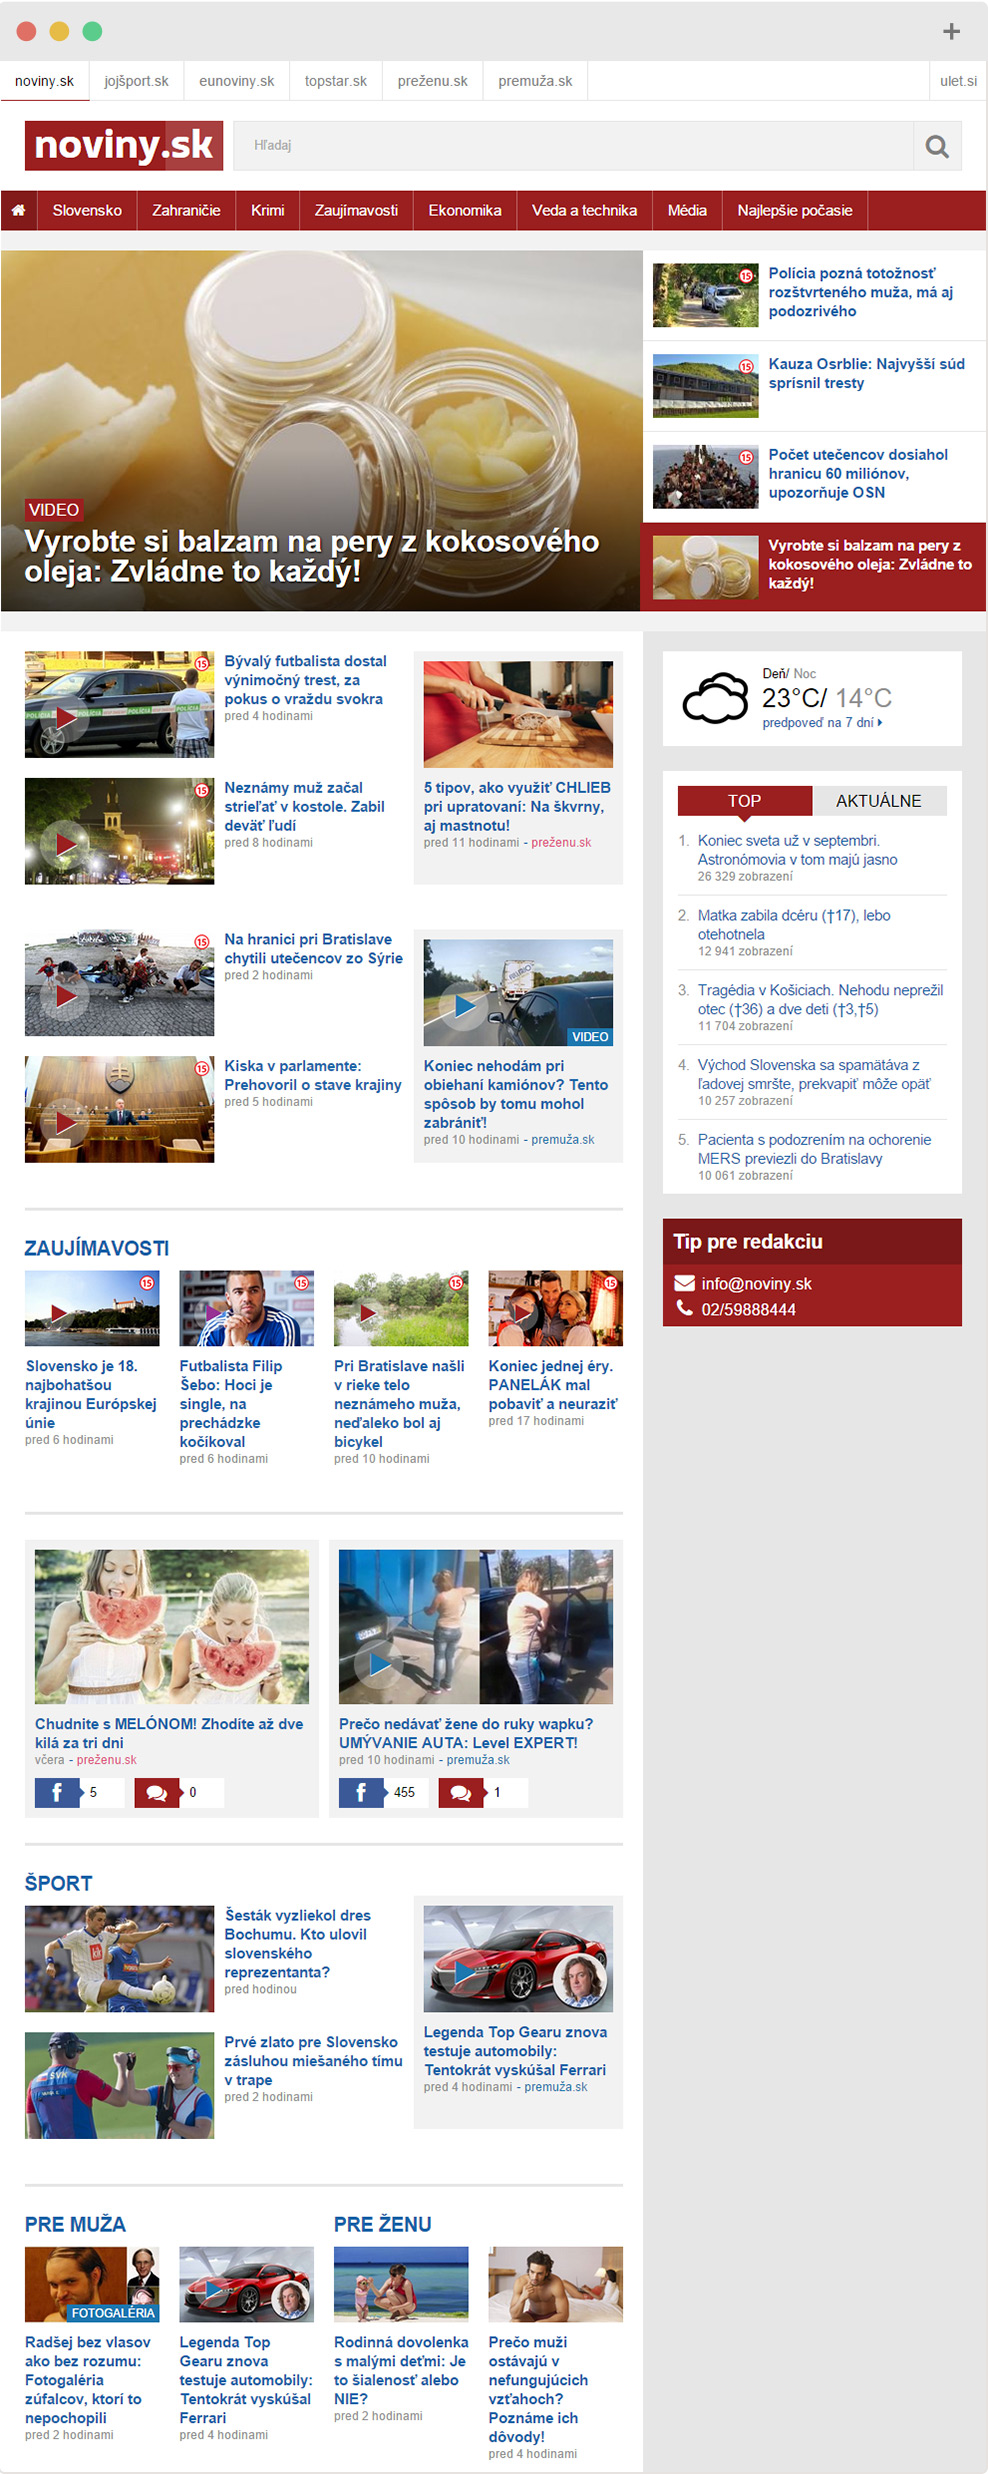 noviny.sk
jojšport.sk
eunoviny.sk
topstar.sk
preženu.sk
premuža.sk
ulet.si
noviny.sk
Hľadaj
Slovensko
Zahraničie
Krimi
Zaujímavosti
Ekonomika
Veda a technika
Média
Najlepšie počasie
VIDEO
Vyrobte si balzam na pery z kokosového
oleja: Zvládne to každý!
15
Polícia pozná totožnosť
rozštvrteného muža, má aj
podozrivého
15
Kauza Osrblie: Najvyšší súd
sprísnil tresty
15
Počet utečencov dosiahol
hranicu 60 miliónov,
upozorňuje OSN
Vyrobte si balzam na pery z
kokosového oleja: Zvládne to
každý!
15
POLÍCIA
POLÍCIA
Bývalý futbalista dostal
výnimočný trest, za
pokus o vraždu svokra
pred 4 hodinami
15
Neznámy muž začal
strieľať v kostole. Zabil
deväť ľudí
pred 8 hodinami
5 tipov, ako využiť CHLIEB
pri upratovaní: Na škvrny,
aj mastnotu!
pred 11 hodinami - preženu.sk
15
Na hranici pri Bratislave
chytili utečencov zo Sýrie
pred 2 hodinami
15
Kiska v parlamente:
Prehovoril o stave krajiny
pred 5 hodinami
VIDEO
Koniec nehodám pri
obiehaní kamiónov? Tento
spôsob by tomu mohol
zabrániť!
pred 10 hodinami - premuža.sk
Deň/ Noc
23°C/ 14°C
predpoveď na 7 dní
TOP
AKTUÁLNE
1. Koniec sveta už v septembri.
Astronómovia v tom majú jasno
26 329 zobrazení
2. Matka zabila dcéru (†17), lebo
otehotnela
12 941 zobrazení
3. Tragédia v Košiciach. Nehodu neprežil
otec (†36) a dve deti (†3,†5)
11 704 zobrazení
4. Východ Slovenska sa spamätáva z
ľadovej smršte, prekvapiť môže opäť
10 257 zobrazení
5. Pacienta s podozrením na ochorenie
MERS previezli do Bratislavy
10 061 zobrazení
Tip pre redakciu
info@noviny.sk
02/59888444
ZAUJÍMAVOSTI
15
Slovensko je 18.
najbohatšou
krajinou Európskej
únie
pred 6 hodinami
15
Futbalista Filip
Šebo: Hoci je
single, na
prechádzke
kočíkoval
pred 6 hodinami
15
Pri Bratislave našli
v rieke telo
neznámeho muža,
neďaleko bol aj
bicykel
pred 10 hodinami
15
Koniec jednej éry.
PANELÁK mal
pobaviť a neuraziť
pred 17 hodinami
Chudnite s MELÓNOM! Zhodíte až dve
kilá za tri dni
včera - preženu.sk
f 5
0
Prečo nedávať žene do ruky wapku?
UMÝVANIE AUTA: Level EXPERT!
pred 10 hodinami - premuža.sk
f 455
1
ŠPORT
Šesták vyzliekol dres
Bochumu. Kto ulovil
slovenského
reprezentanta?
pred hodinou
SVK
Prvé zlato pre Slovensko
zásluhou miešaného tímu
v trape
pred 2 hodinami
Legenda Top Gearu znova
testuje automobily:
Tentokrát vyskúšal Ferrari
pred 4 hodinami - premuža.sk
PRE MUŽA
FOTOGALÉRIA
Radšej bez vlasov
ako bez rozumu:
Fotogaléria
zúfalcov, ktorí to
nepochopili
pred 2 hodinami
Legenda Top
Gearu znova
testuje automobily:
Tentokrát vyskúšal
Ferrari
pred 4 hodinami
PRE ŽENU
Rodinná dovolenka
s malými deťmi: Je
to šialenosť alebo
NIE?
pred 2 hodinami
Prečo muži
ostávajú v
nefungujúcich
vzťahoch?
Poznáme ich
dôvody!
pred 4 hodinami